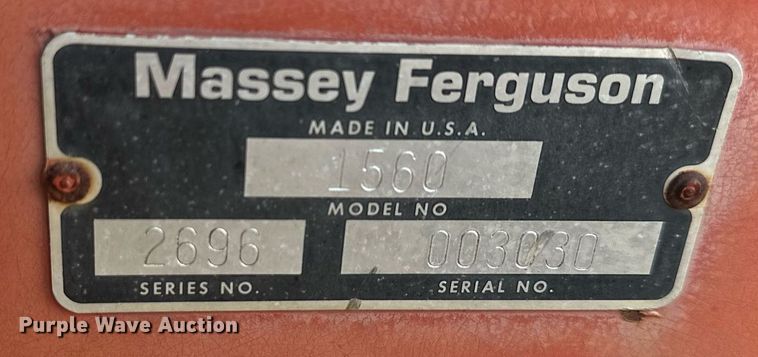 Massey Ferguson
MADE IN U.S.A.
1560
MODEL NO
2696 003030
SERIES NO. SERIAL NO.
Purple Wave Auction